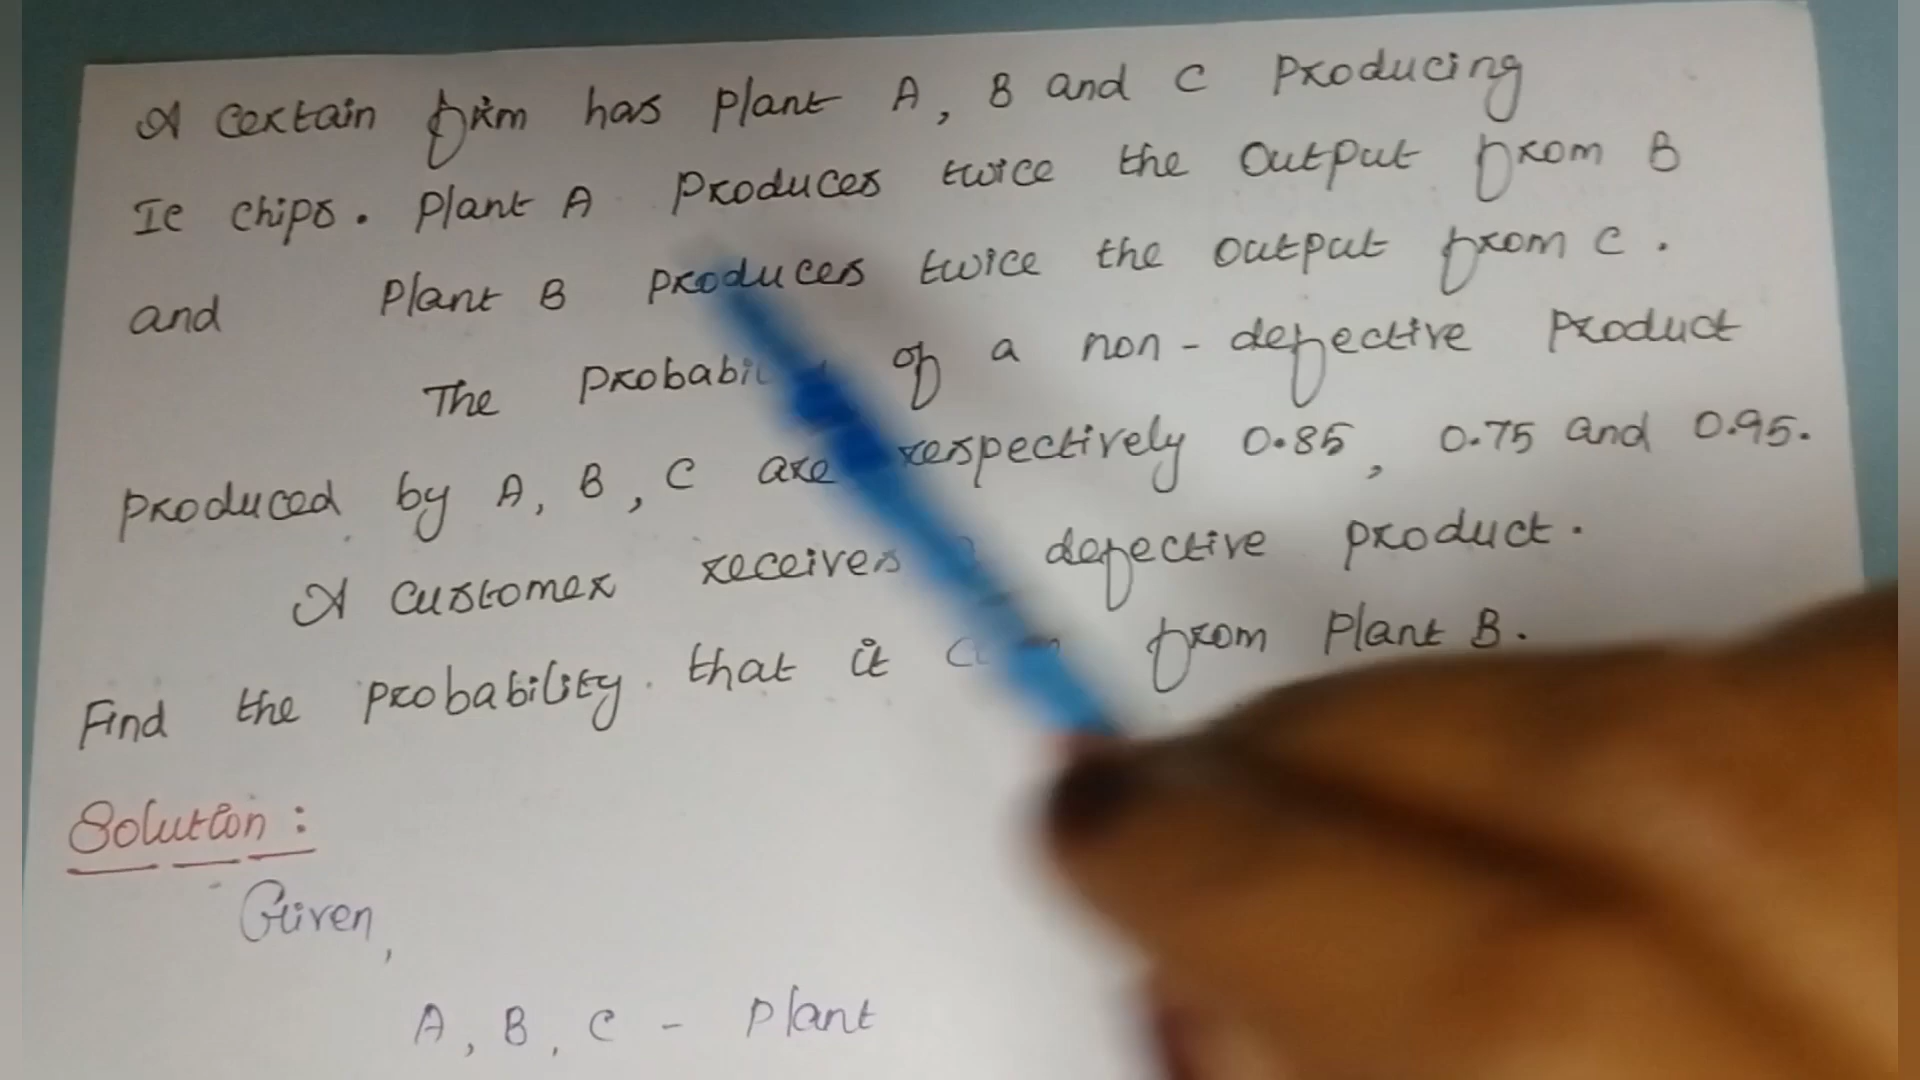 A certain firm has plant A, B and C producing
Ic chips. Plant A produces twice the output from B
and Plant B produces twice the output from C.
The of a non-defective product
produced by A, B, C are respectively 0.85, 0.75 and 0.95.
A customer receives defective product.
Find the probability that it from Plant B.
Solution:
Given,
A, B, C - Plant